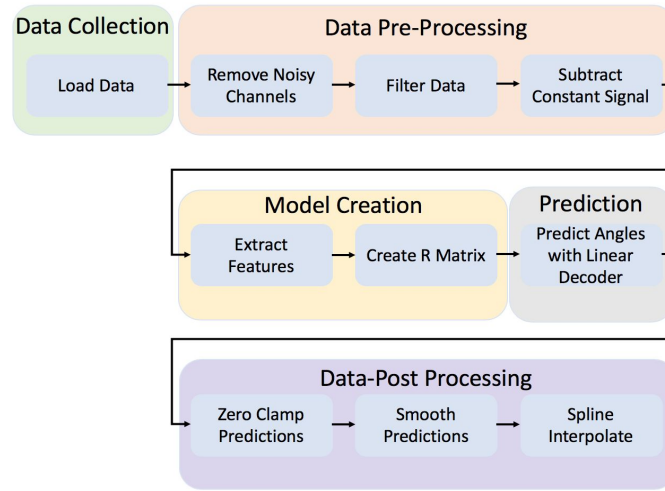 Data Collection
Data Pre-Processing
Load Data
Remove Noisy
Channels
Filter Data
Subtract
Constant Signal
Model Creation
Prediction
Extract
Features
Create R Matrix
Predict Angles
with Linear
Decoder
Data-Post Processing
Zero Clamp
Predictions
Smooth
Predictions
Spline
Interpolate